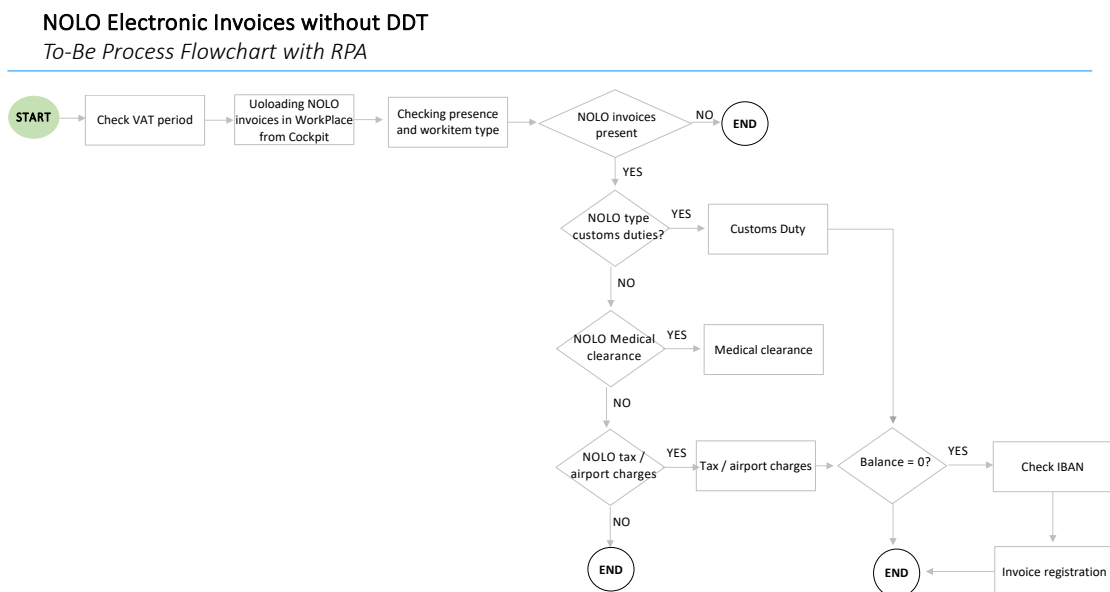 NOLO Electronic Invoices without DDT
To-Be Process Flowchart with RPA
START
Check VAT period
Uoloading NOLO
invoices in WorkPlace
from Cockpit
Checking presence
and workitem type
NOLO invoices
present
NO
END
YES
NOLO type
customs duties?
YES
Customs Duty
NO
NOLO Medical
clearance
YES
Medical clearance
NO
NOLO tax /
airport charges
YES
Tax / airport charges
Balance = 0?
YES
Check IBAN
NO
END
END
Invoice registration